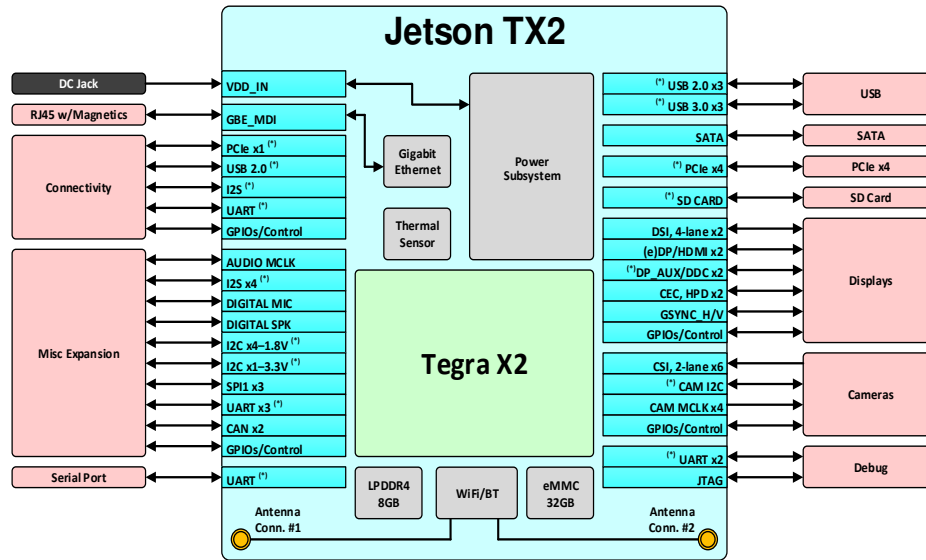 Jetson TX2
DC Jack
RJ45 w/Magnetics
Connectivity
Misc Expansion
Serial Port
VDD_IN
GBE_MDI
PCIe x1 (*)
USB 2.0 (*)
I2S (*)
UART (*)
GPIOs/Control
AUDIO MCLK
I2S x4 (*)
DIGITAL MIC
DIGITAL SPK
I2C x4–1.8V (*)
I2C x1–3.3V (*)
SPI1 x3
UART x3 (*)
CAN x2
GPIOs/Control
UART (*)
Gigabit
Ethernet
Thermal
Sensor
Power
Subsystem
Tegra X2
LPDDR4
8GB
WiFi/BT
eMMC
32GB
Antenna
Conn. #1
Antenna
Conn. #2
(*) USB 2.0 x3
(*) USB 3.0 x3
SATA
(*) PCIe x4
(*) SD CARD
DSI, 4-lane x2
(e)DP/HDMI x2
(*)DP_AUX/DDC x2
CEC, HPD x2
GSYNC_H/V
GPIOs/Control
CSI, 2-lane x6
(*) CAM I2C
CAM MCLK x4
GPIOs/Control
(*) UART x2
JTAG
USB
SATA
PCIe x4
SD Card
Displays
Cameras
Debug